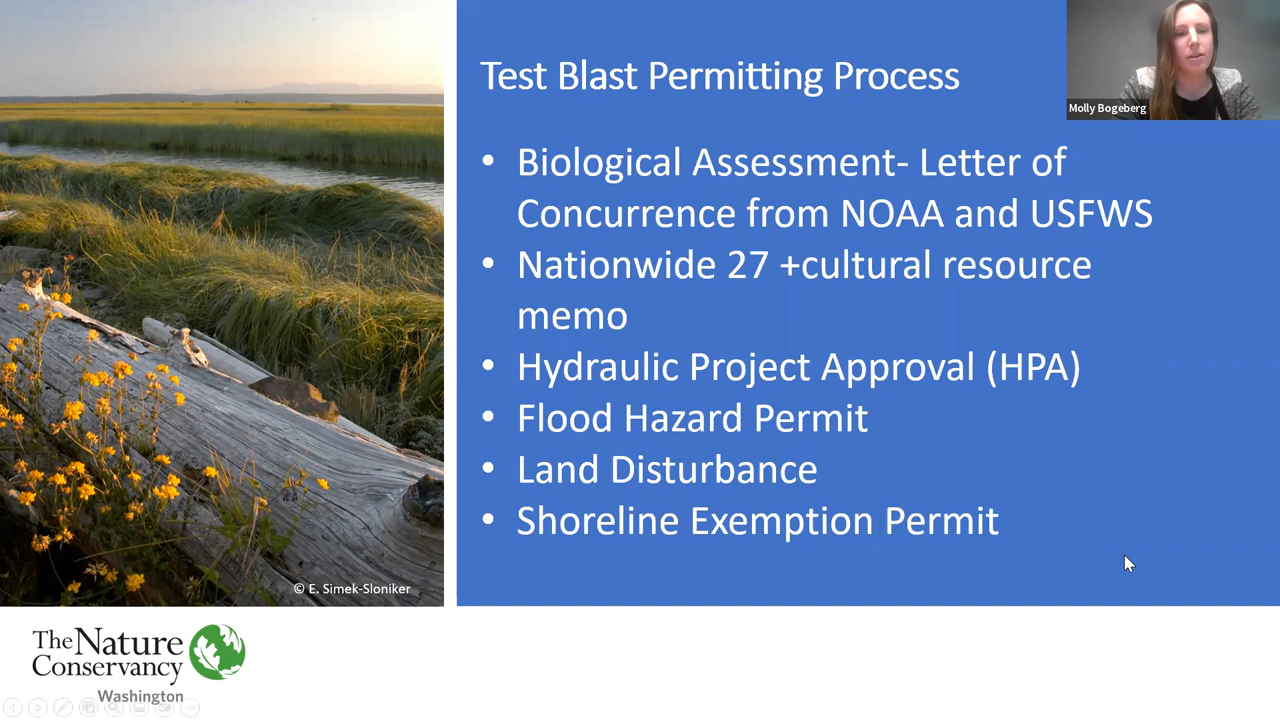 Test Blast Permitting Process
Molly Bogeberg
• Biological Assessment- Letter of
Concurrence from NOAA and USFWS
• Nationwide 27 +cultural resource
memo
• Hydraulic Project Approval (HPA)
• Flood Hazard Permit
• Land Disturbance
• Shoreline Exemption Permit
© E. Simek-Sloniker
The Nature
Conservancy
Washington